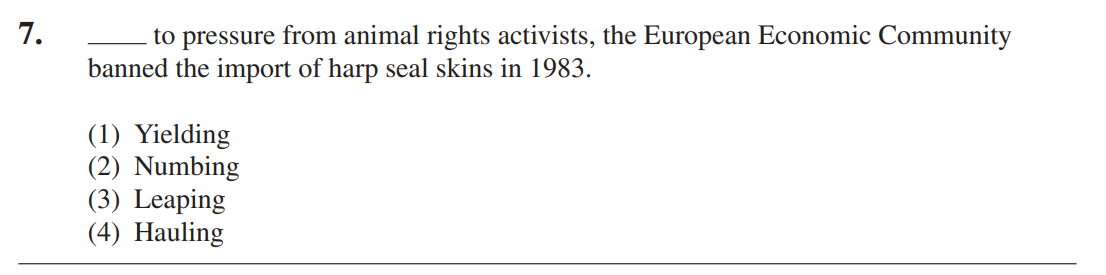 7. ____ to pressure from animal rights activists, the European Economic Community
banned the import of harp seal skins in 1983.
(1) Yielding
(2) Numbing
(3) Leaping
(4) Hauling